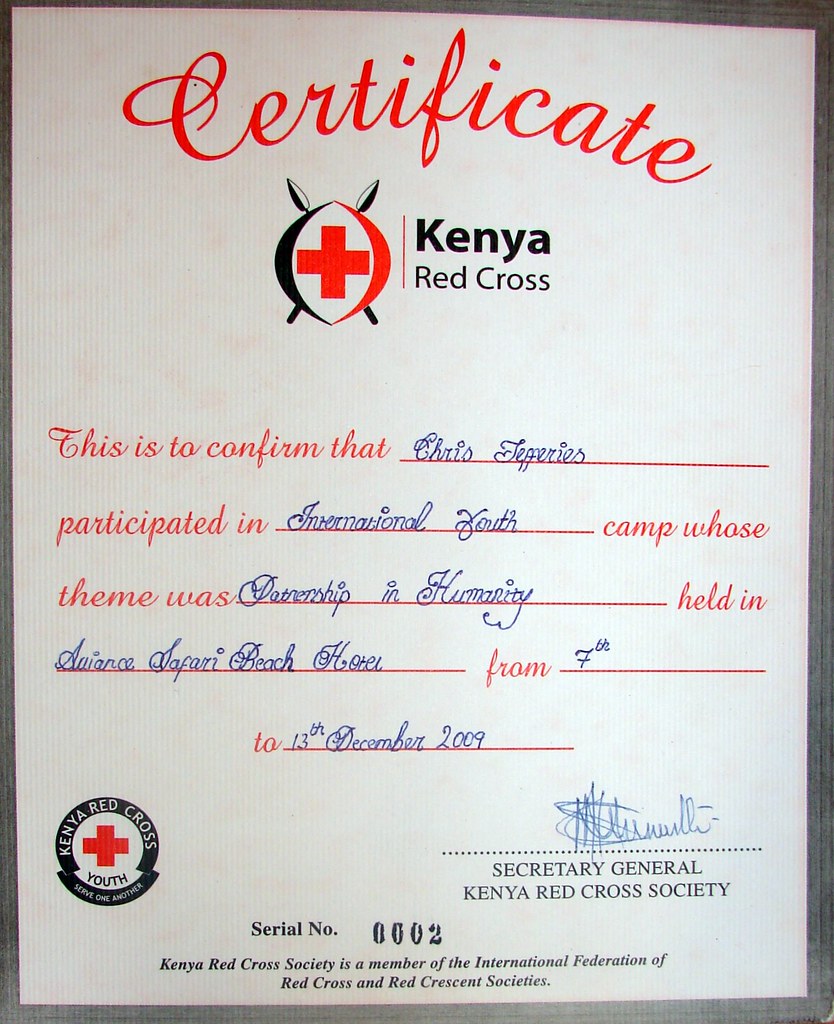 Certificate
Kenya
Red Cross
This is to confirm that Chris Jefferies
participated in International Youth camp whose
theme was Patnership in Humanity held in
Safari Beach Hotel from 7th
to 13th December 2009
KENYA RED CROSS
YOUTH
SERVE ONE ANOTHER
SECRETARY GENERAL
KENYA RED CROSS SOCIETY
Serial No. 0002
Kenya Red Cross Society is a member of the International Federation of
Red Cross and Red Crescent Societies.